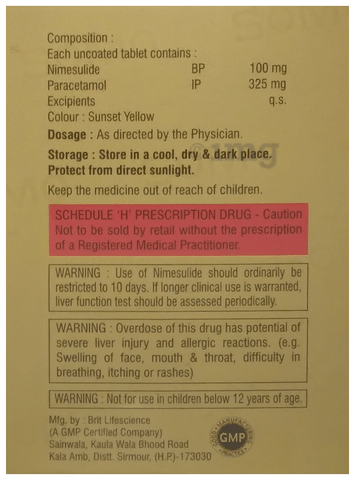 Composition :
Each uncoated tablet contains :
Nimesulide BP 100 mg
Paracetamol IP 325 mg
Excipients q.s.
Colour : Sunset Yellow
Dosage : As directed by the Physician.
Storage : Store in a cool, dry & dark place.
Protect from direct sunlight.
Keep the medicine out of reach of children.
SCHEDULE 'H' PRESCRIPTION DRUG - Caution
Not to be sold by retail without the prescription
of a Registered Medical Practitioner.
WARNING : Use of Nimesulide should ordinarily be
restricted to 10 days. If longer clinical use is warranted,
liver function test should be assessed periodically.
WARNING : Overdose of this drug has potential of
severe liver injury and allergic reactions. (e.g.
Swelling of face, mouth & throat, difficulty in
breathing, itching or rashes)
WARNING : Not for use in children below 12 years of age.
Mfg. by : Brit Lifescience
(A GMP Certified Company)
Sainwala, Kaula Wala Bhood Road
Kala Amb, Distt. Sirmour, (H.P.)-173030
GMP